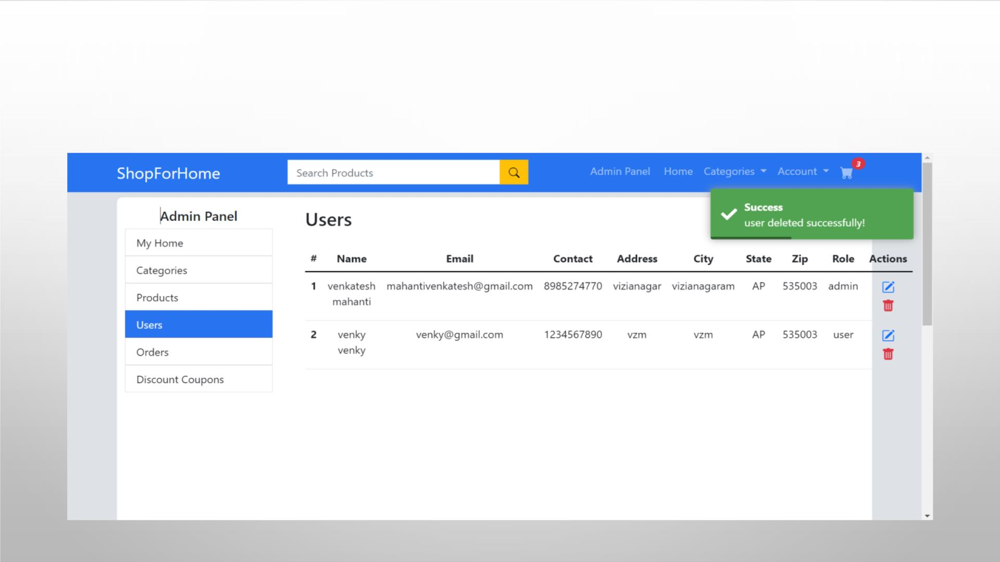 ShopForHome
Search Products
Admin Panel Home Categories Account 3
Success
user deleted successfully!
Admin Panel
My Home
Categories
Products
Users
Orders
Discount Coupons
Users
# Name Email Contact Address City State Zip Role Actions
1 venkatesh mahantivenkatesh@gmail.com 8985274770 vizianagar vizianagaram AP 535003 admin
mahanti
2 venky venky@gmail.com 1234567890 vzm vzm AP 535003 user
venky